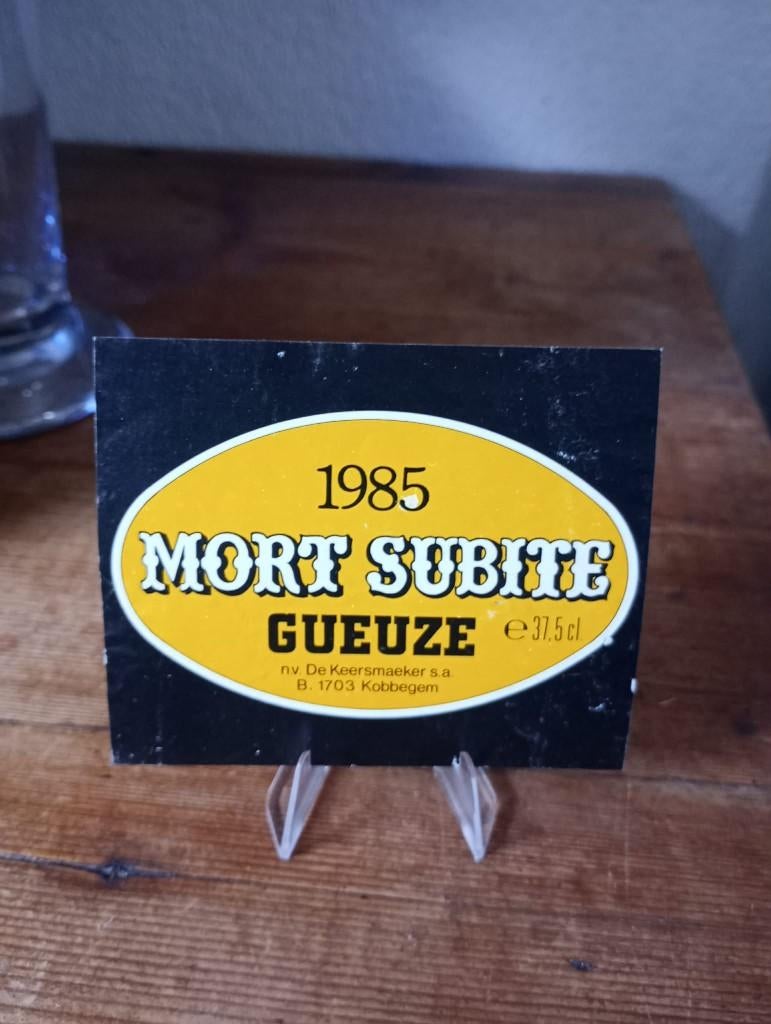 1985
MORT SUBITE
GUEUZE ℮ 37,5 cl.
n.v. De Keersmaeker s.a.
B. 1703 Kobbegem